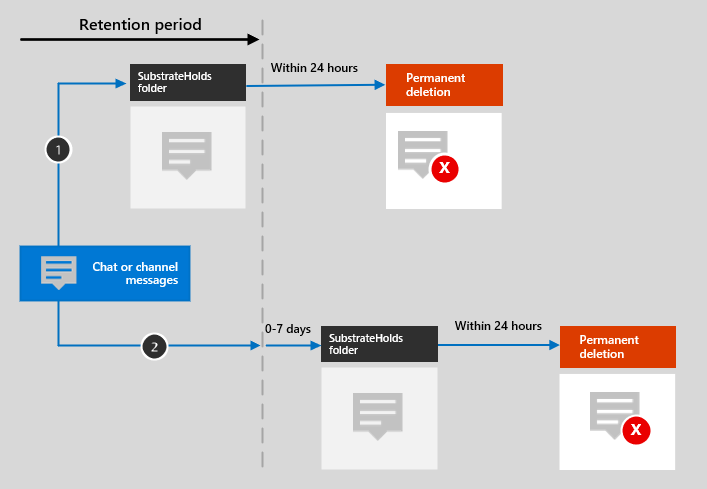 Retention period
SubstrateHolds
folder
Within 24 hours
Permanent
deletion
X
1
Chat or channel
messages
2
0-7 days
SubstrateHolds
folder
Within 24 hours
Permanent
deletion
X